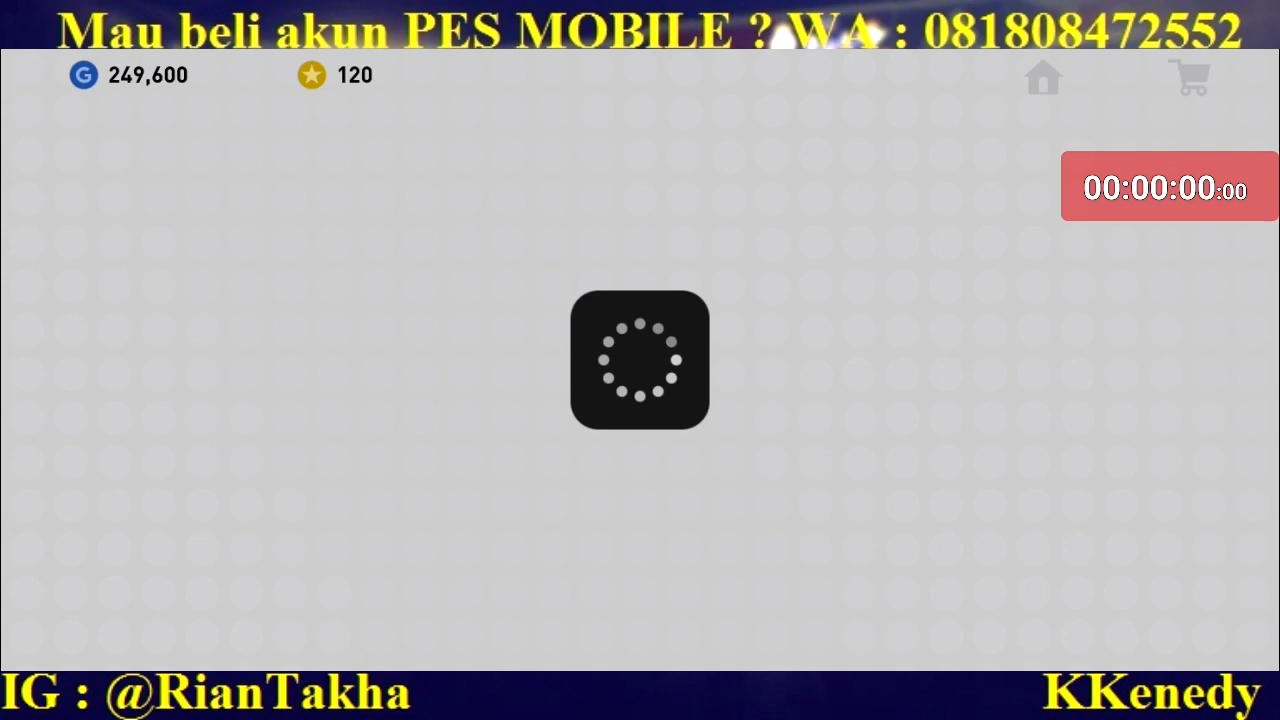 Mau beli akun PES MOBILE ? WA : 081808472552
G 249,600 120
00:00:00:00
IG : @RianTakha KKenedy